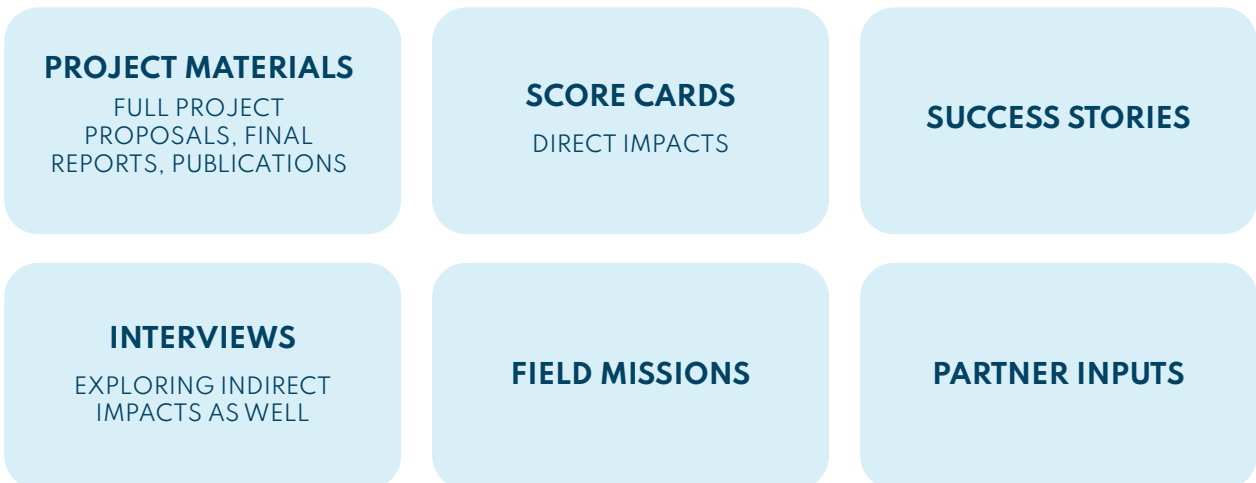 PROJECT MATERIALS
FULL PROJECT
PROPOSALS, FINAL
REPORTS, PUBLICATIONS
SCORE CARDS
DIRECT IMPACTS
SUCCESS STORIES
INTERVIEWS
EXPLORING INDIRECT
IMPACTS AS WELL
FIELD MISSIONS
PARTNER INPUTS